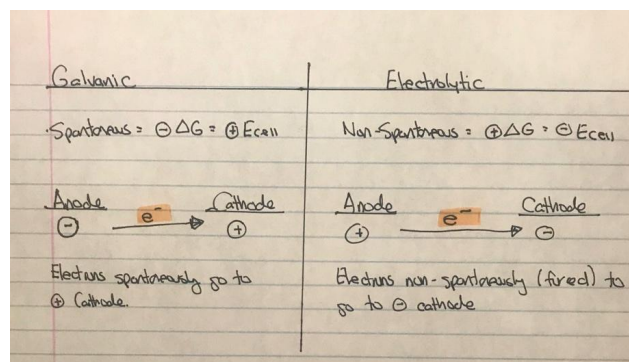 Galvanic
Spontaneous = ⊖ ΔG = ⊕ Ecell
Anode Cathode
e⁻
⊖ ⊕
Electrons spontaneously go to
⊕ Cathode.
Electrolytic
Non-Spontaneous = ⊕ ΔG = ⊖ Ecell
Anode Cathode
e⁻
⊕ ⊖
Electrons non-spontaneously (forced) to
go to ⊖ cathode